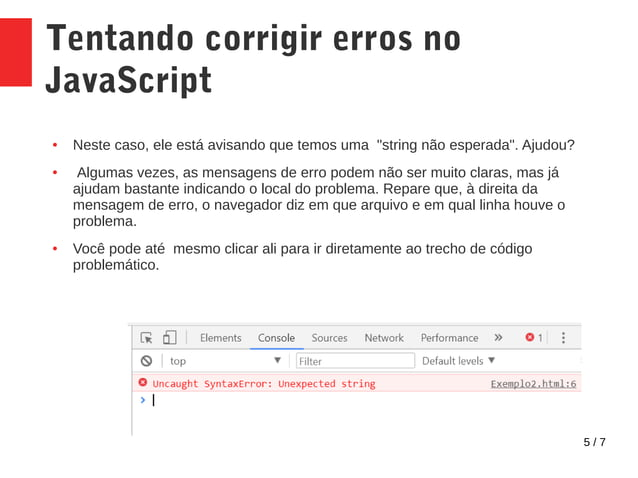 Tentando corrigir erros no
JavaScript
• Neste caso, ele está avisando que temos uma "string não esperada". Ajudou?
• Algumas vezes, as mensagens de erro podem não ser muito claras, mas já
ajudam bastante indicando o local do problema. Repare que, à direita da
mensagem de erro, o navegador diz em que arquivo e em qual linha houve o
problema.
• Você pode até mesmo clicar ali para ir diretamente ao trecho de código
problemático.
Elements Console Sources Network Performance » 1
top Filter Default levels
Uncaught SyntaxError: Unexpected string Exemplo2.html:6
5 / 7